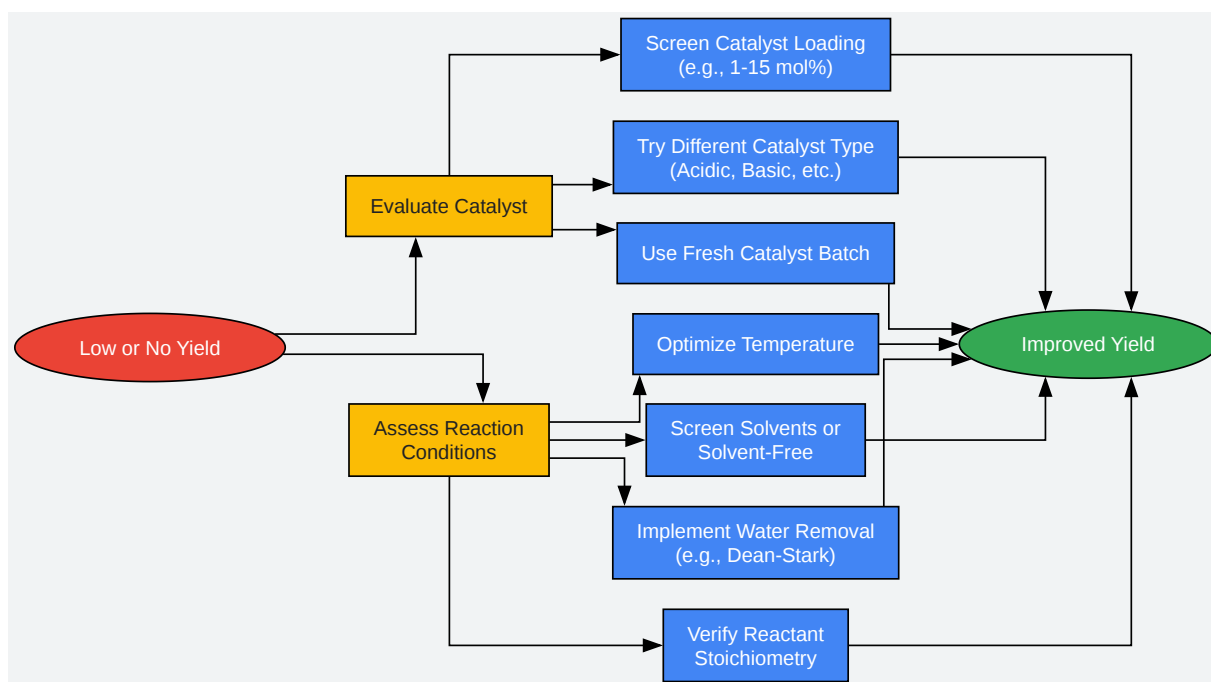 Low or No Yield
Evaluate Catalyst
Assess Reaction
Conditions
Screen Catalyst Loading
(e.g., 1-15 mol%)
Try Different Catalyst Type
(Acidic, Basic, etc.)
Use Fresh Catalyst Batch
Optimize Temperature
Screen Solvents or
Solvent-Free
Implement Water Removal
(e.g., Dean-Stark)
Verify Reactant
Stoichiometry
Improved Yield